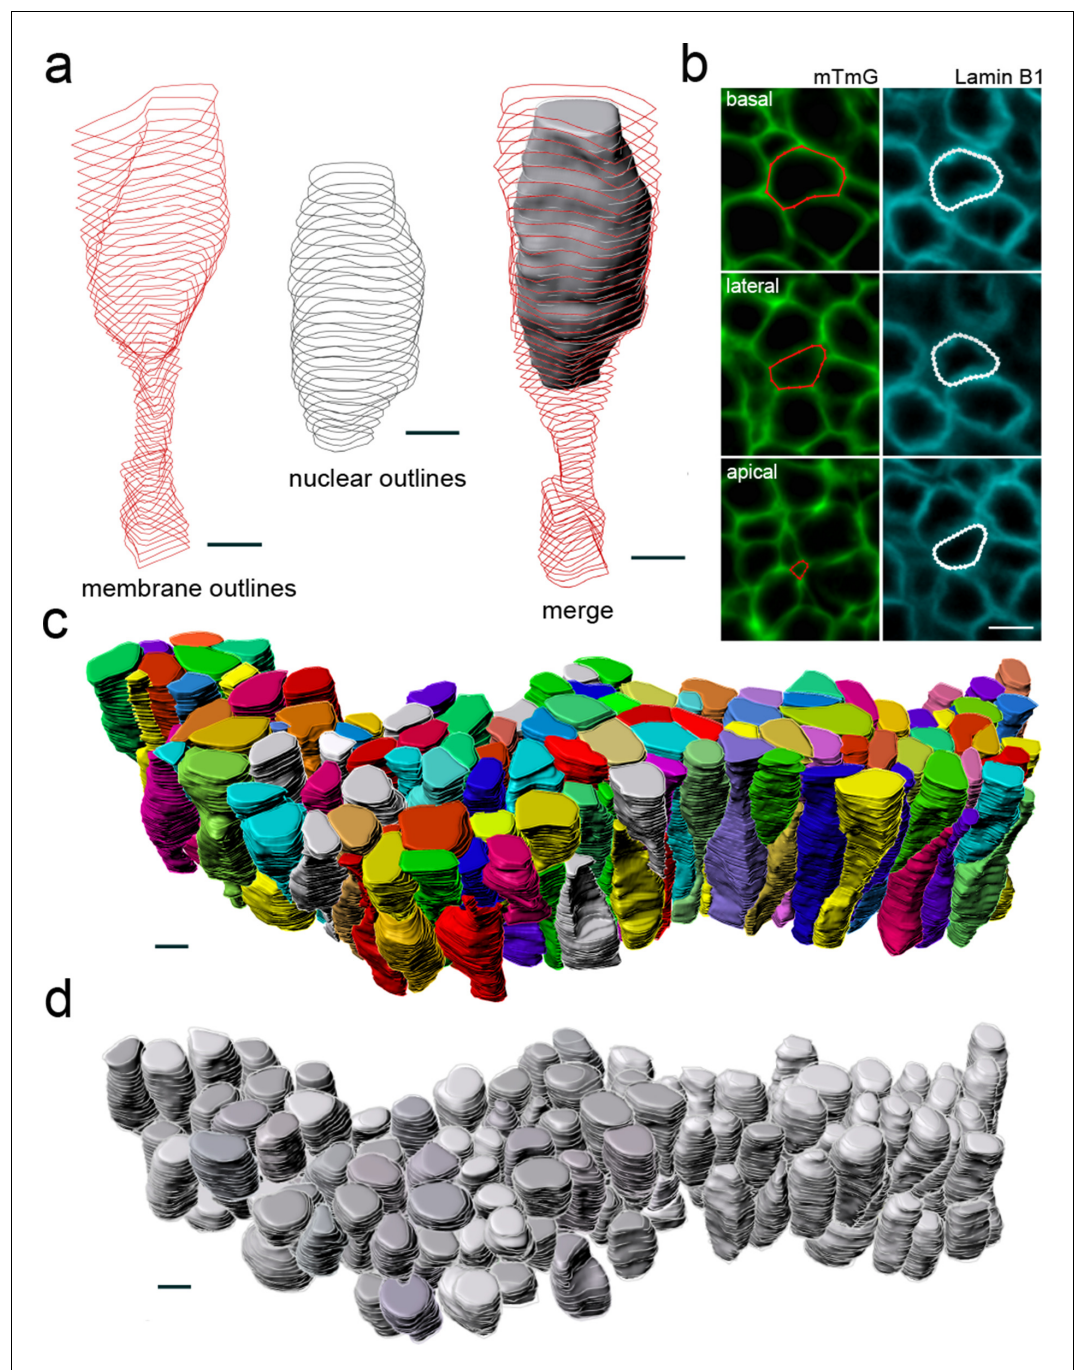 a
membrane outlines
nuclear outlines
merge
b
mTmG
Lamin B1
basal
lateral
apical
c
d